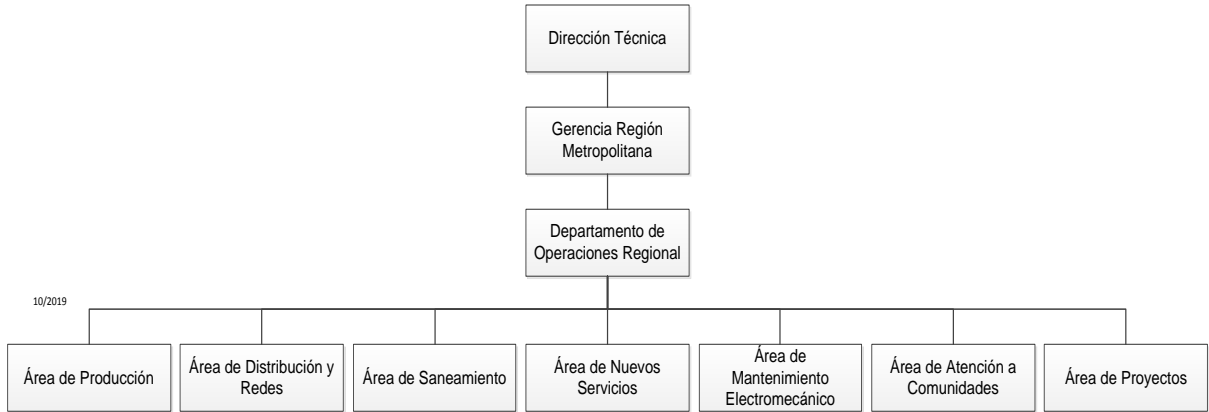 Dirección Técnica
Gerencia Región
Metropolitana
Departamento de
Operaciones Regional
10/2019
Área de Producción
Área de Distribución y
Redes
Área de Saneamiento
Área de Nuevos
Servicios
Área de
Mantenimiento
Electromecánico
Área de Atención a
Comunidades
Área de Proyectos